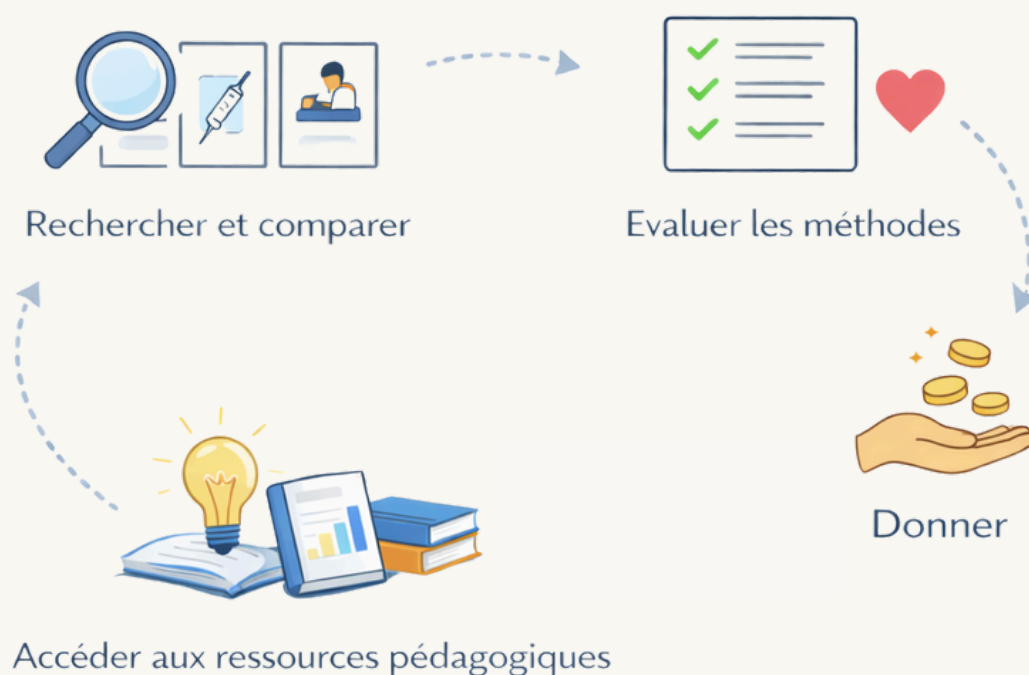 Rechercher et comparer
Evaluer les méthodes
Donner
Accéder aux ressources pédagogiques